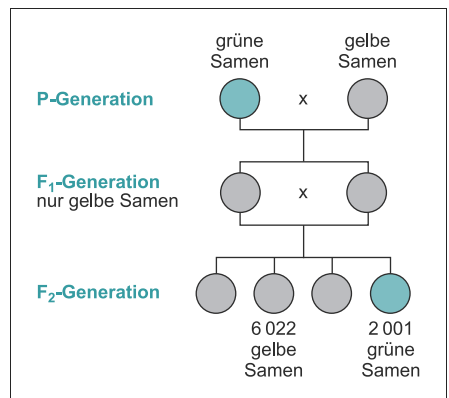 grüne
Samen
gelbe
Samen
P-Generation
x
F₁-Generation
nur gelbe Samen
x
F₂-Generation
6 022
gelbe
Samen
2 001
grüne
Samen